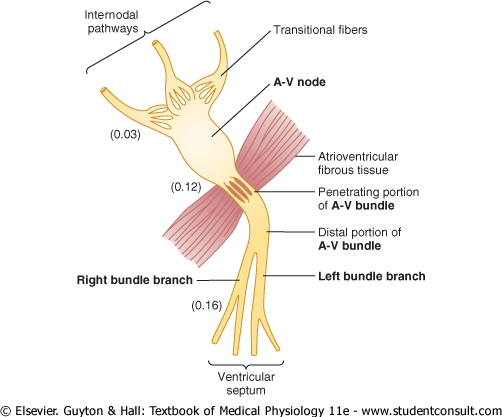 Internodal
pathways
Transitional fibers
A-V node
(0.03)
Atrioventricular
fibrous tissue
(0.12)
Penetrating portion
of A-V bundle
Distal portion of
A-V bundle
Right bundle branch
Left bundle branch
(0.16)
Ventricular
septum
© Elsevier. Guyton & Hall: Textbook of Medical Physiology 11e - www.studentconsult.com